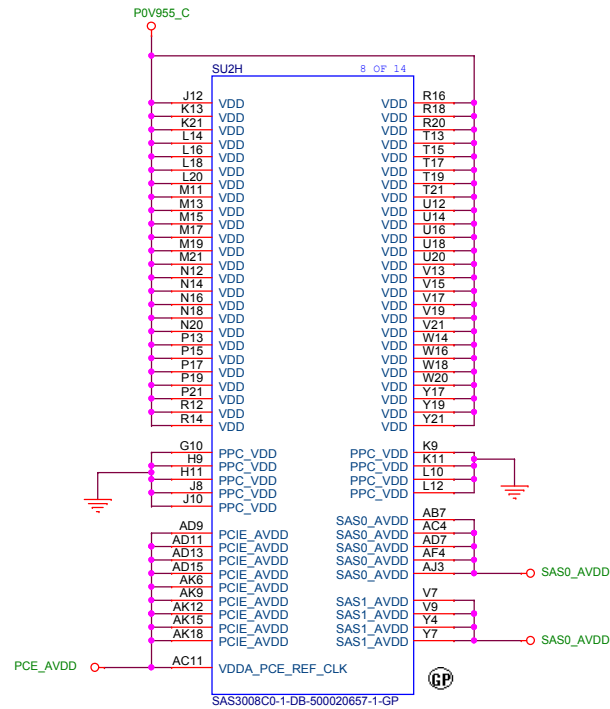 P0V955_C
SU2H 8 OF 14
J12 VDD VDD R16
K13 VDD VDD R18
K21 VDD VDD R20
L14 VDD VDD T13
L16 VDD VDD T15
L18 VDD VDD T17
L20 VDD VDD T19
M11 VDD VDD T21
M13 VDD VDD U12
M15 VDD VDD U14
M17 VDD VDD U16
M19 VDD VDD U18
M21 VDD VDD U20
N12 VDD VDD V13
N14 VDD VDD V15
N16 VDD VDD V17
N18 VDD VDD V19
N20 VDD VDD V21
P13 VDD VDD W14
P15 VDD VDD W16
P17 VDD VDD W18
P19 VDD VDD W20
P21 VDD VDD Y17
R12 VDD VDD Y19
R14 VDD VDD Y21
G10 PPC_VDD PPC_VDD K9
H9 PPC_VDD PPC_VDD K11
H11 PPC_VDD PPC_VDD L10
J8 PPC_VDD PPC_VDD L12
J10 PPC_VDD
SAS0_AVDD AB7
AD9 PCIE_AVDD SAS0_AVDD AC4
AD11 PCIE_AVDD SAS0_AVDD AD7
AD13 PCIE_AVDD SAS0_AVDD AF4
AD15 PCIE_AVDD SAS0_AVDD AJ3 SAS0_AVDD
AK6 PCIE_AVDD
AK9 PCIE_AVDD SAS1_AVDD V7
AK12 PCIE_AVDD SAS1_AVDD V9
AK15 PCIE_AVDD SAS1_AVDD Y4
AK18 PCIE_AVDD SAS1_AVDD Y7 SAS0_AVDD
PCE_AVDD AC11 VDDA_PCE_REF_CLK
GP
SAS3008C0-1-DB-500020657-1-GP